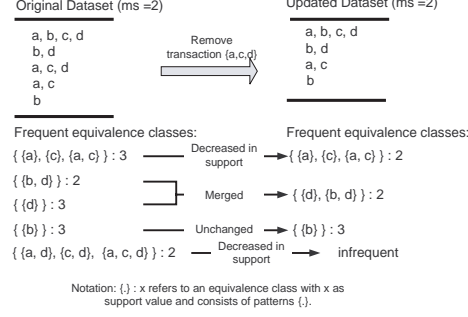 Original Dataset (ms =2)
Updated Dataset (ms =2)
a, b, c, d
b, d
a, c, d
a, c
b
Remove
transaction {a,c,d}
a, b, c, d
b, d
a, c
b
Frequent equivalence classes:
Frequent equivalence classes:
{ {a}, {c}, {a, c} } : 3
Decreased in
support
{ {a}, {c}, {a, c} } : 2
{ {b, d} } : 2
{ {d} } : 3
Merged
{ {d}, {b, d} } : 2
{ {b} } : 3
Unchanged
{ {b} } : 3
{ {a, d}, {c, d}, {a, c, d} } : 2
Decreased in
support
infrequent
Notation: {.} : x refers to an equivalence class with x as
support value and consists of patterns {.}.